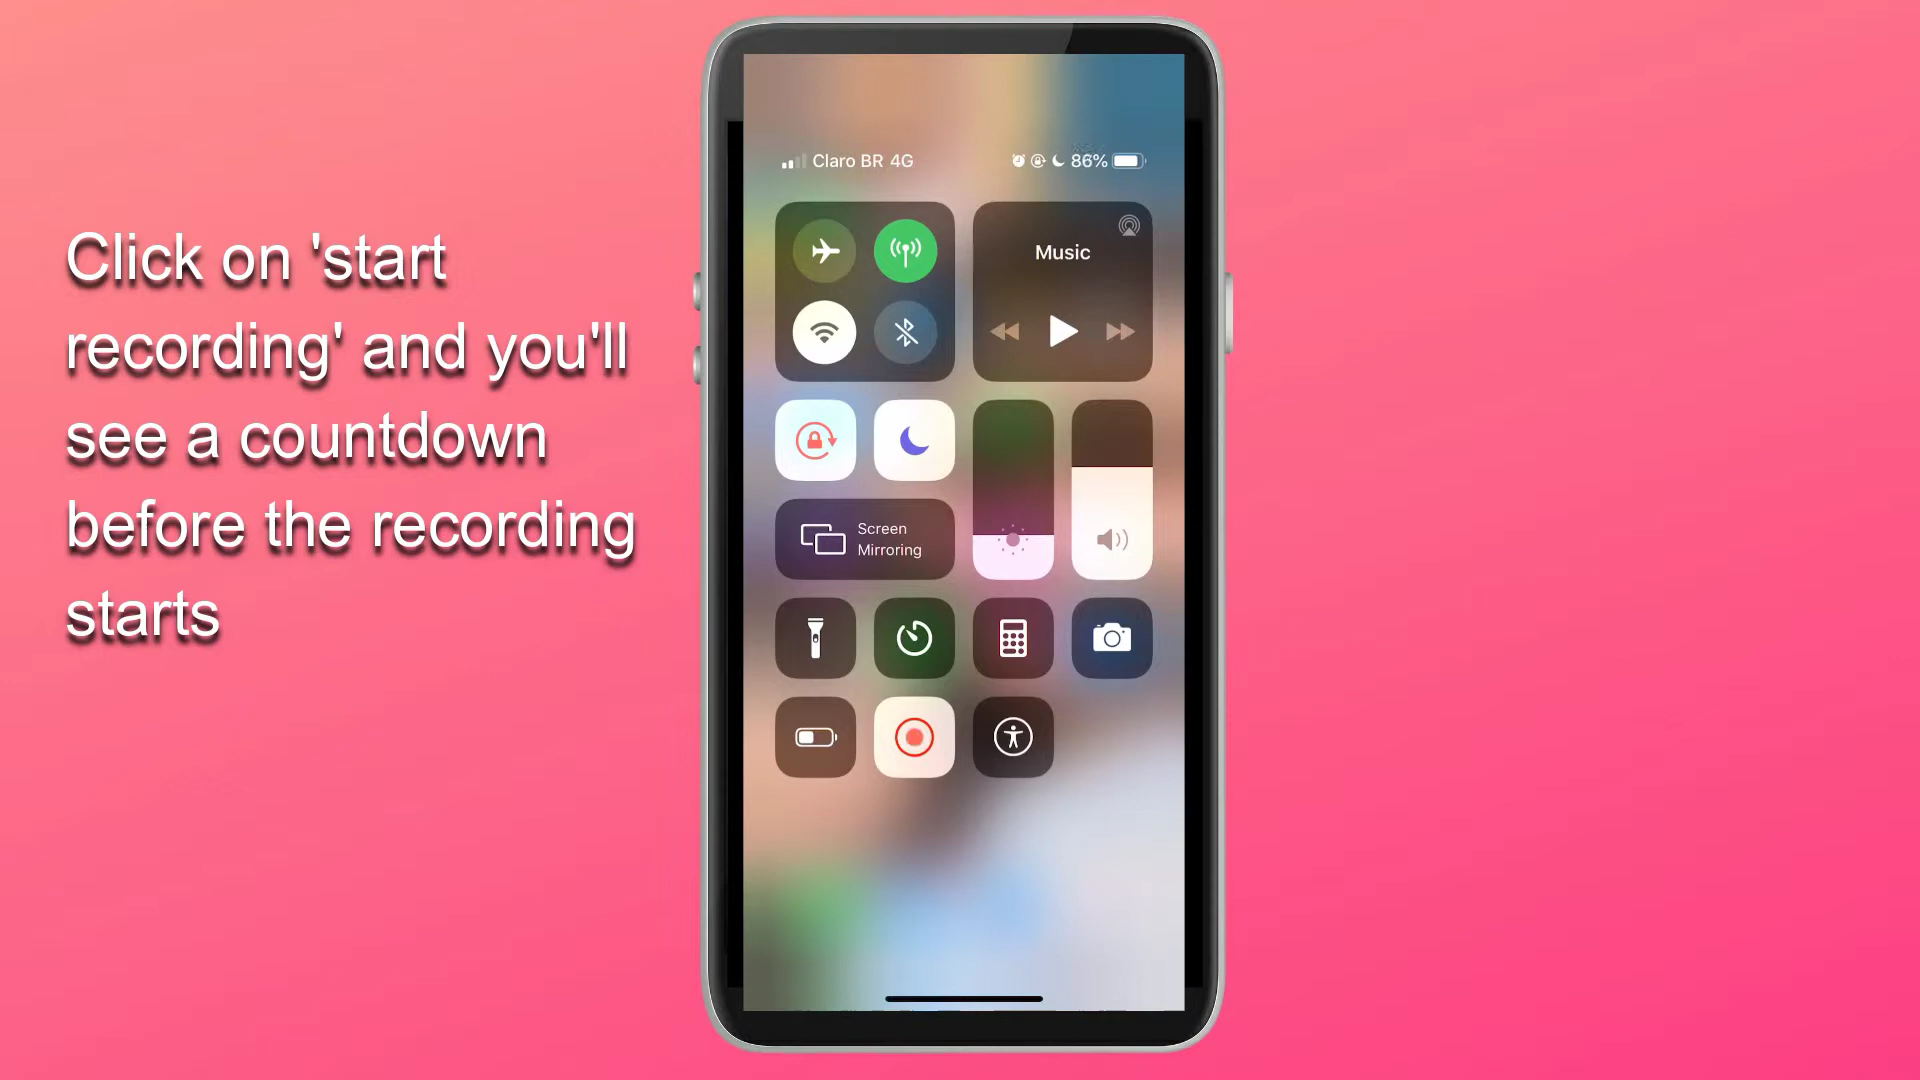 Click on 'start
recording' and you'll
see a countdown
before the recording
starts
Claro BR 4G
86%
Music
Screen
Mirroring